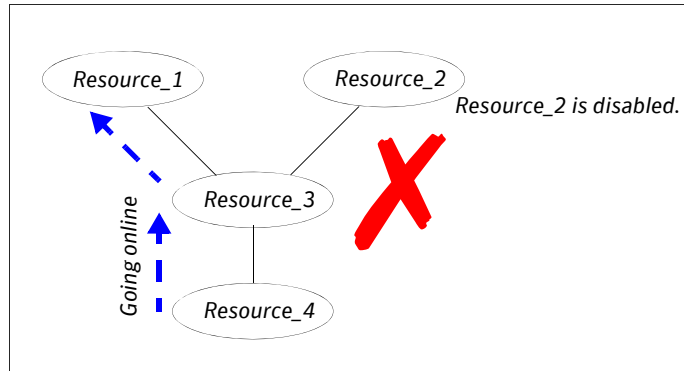 Resource_1
Resource_2
Resource_2 is disabled.
Resource_3
Going online
Resource_4